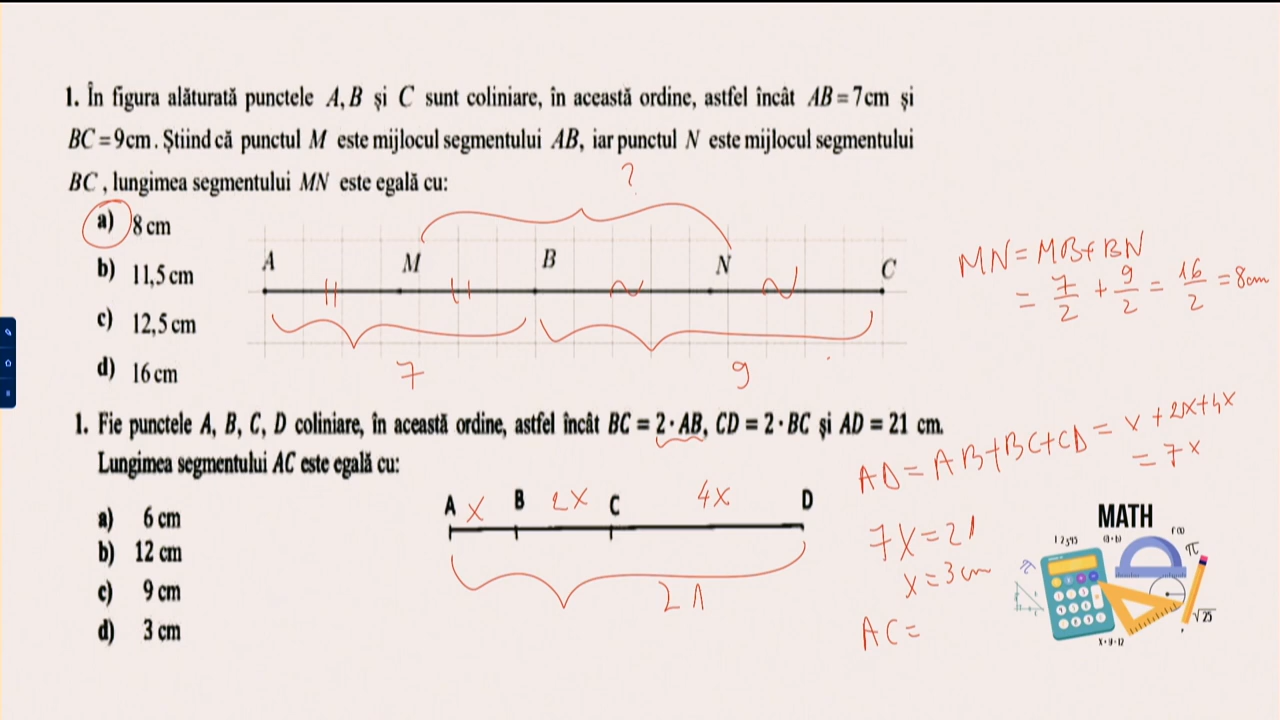 1. În figura alăturată punctele A, B și C sunt coliniare, în această ordine, astfel încât AB = 7cm și
BC = 9cm. Știind că punctul M este mijlocul segmentului AB, iar punctul N este mijlocul segmentului
BC, lungimea segmentului MN este egală cu:
?
a) 8 cm
b) 11,5 cm
c) 12,5 cm
d) 16 cm
A M B N C
7 9
MN = MB + BN
= 7/2 + 9/2 = 16/2 = 8cm
1. Fie punctele A, B, C, D coliniare, în această ordine, astfel încât BC = 2·AB, CD = 2·BC și AD = 21 cm.
Lungimea segmentului AC este egală cu:
a) 6 cm
b) 12 cm
c) 9 cm
d) 3 cm
A x B 2x C 4x D
21
AD = AB + BC + CD = x + 2x + 4x
= 7x
7x = 21
x = 3 cm
AC =
MATH
π
√25
x+y=12